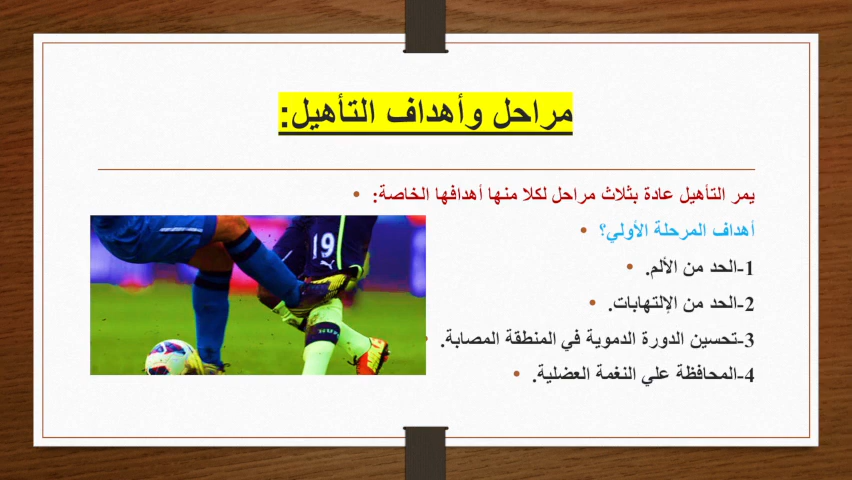 مراحل وأهداف التأهيل:
يمر التأهيل عادة بثلاث مراحل لكلا منها أهدافها الخاصة:
أهداف المرحلة الأولي؟
1-الحد من الألم.
2-الحد من الإلتهابات.
3-تحسين الدورة الدموية في المنطقة المصابة.
4-المحافظة علي النغمة العضلية.
19